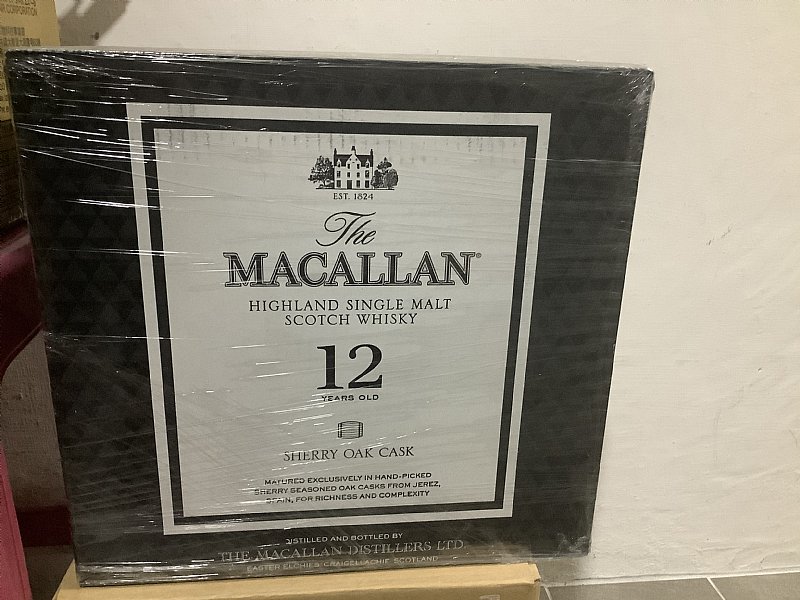 R CORPORATION
EST. 1824
The
MACALLAN®
HIGHLAND SINGLE MALT
SCOTCH WHISKY
12
YEARS OLD
SHERRY OAK CASK
MATURED EXCLUSIVELY IN HAND-PICKED
SHERRY SEASONED OAK CASKS FROM JEREZ,
SPAIN, FOR RICHNESS AND COMPLEXITY
DISTILLED AND BOTTLED BY
THE MACALLAN DISTILLERS LTD.
EASTER ELCHIES CRAIGELLACHIE SCOTLAND